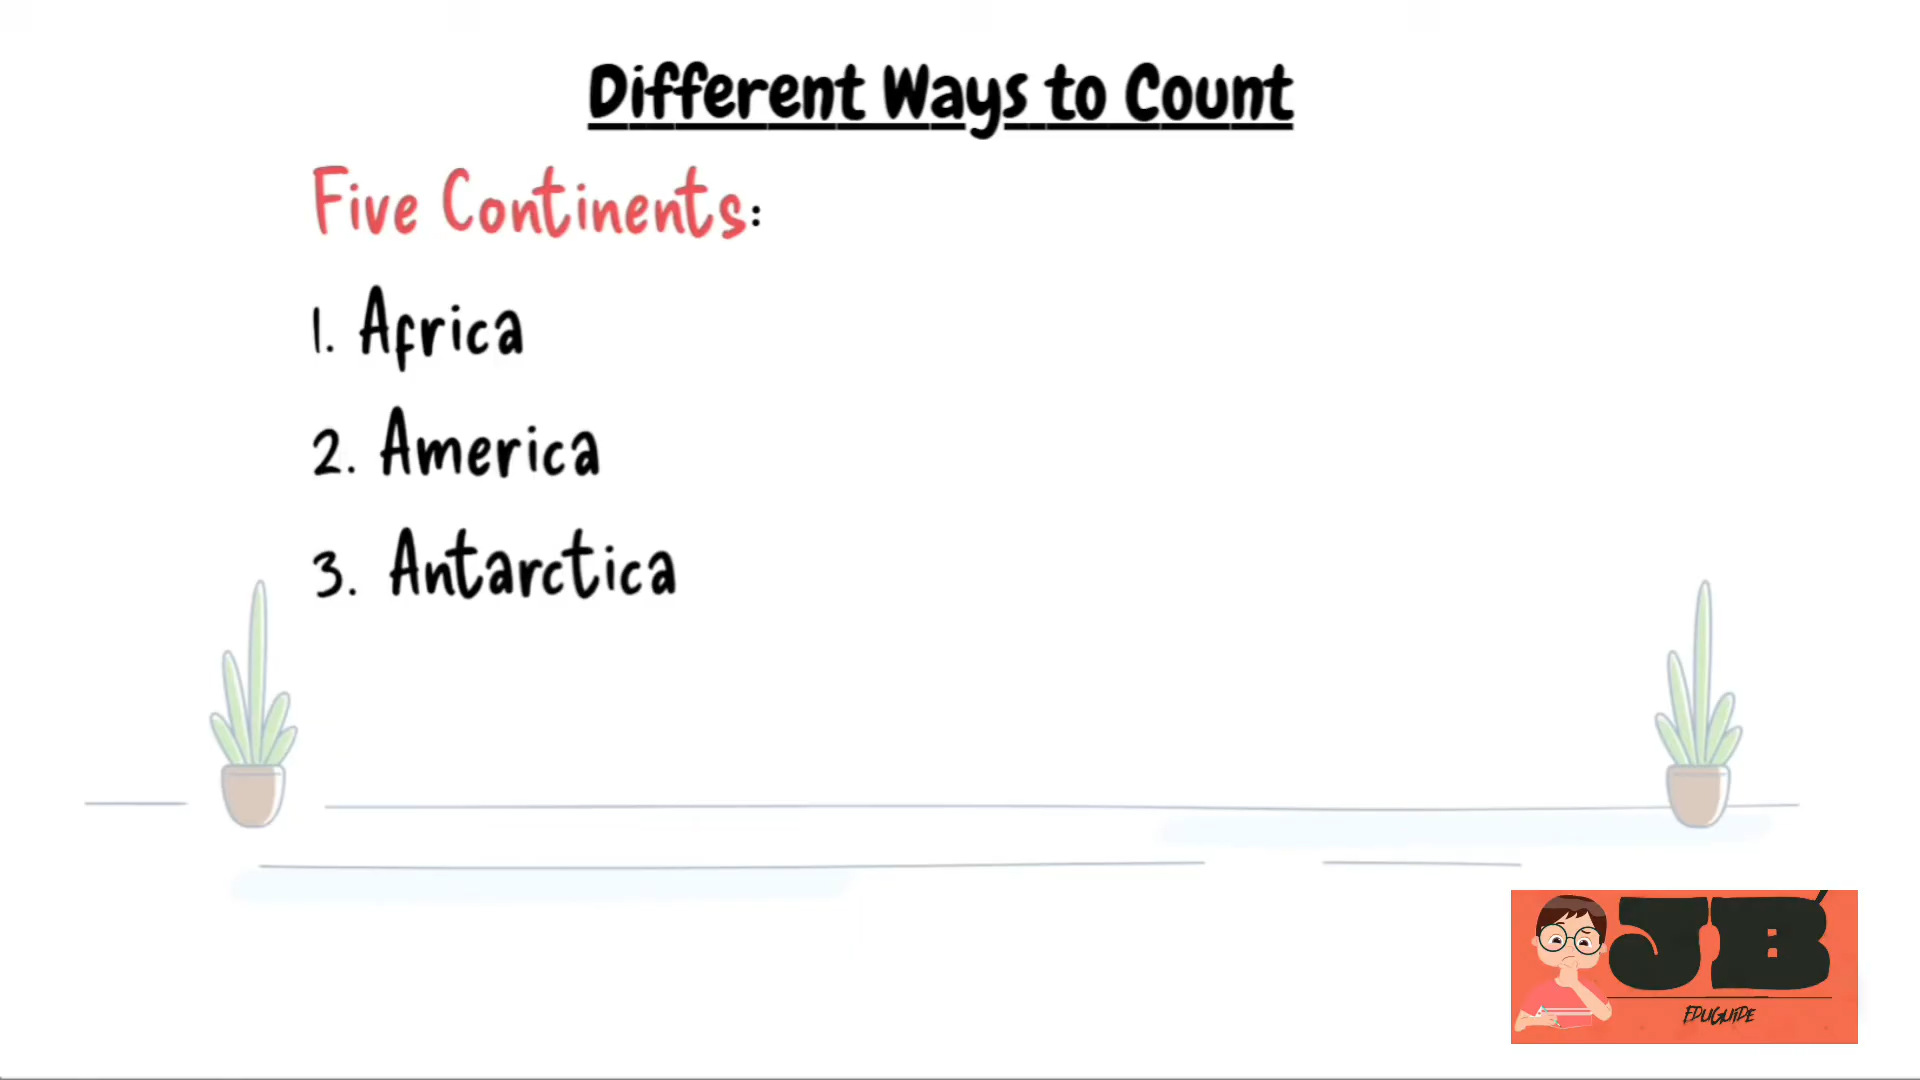 Different Ways to Count
Five Continents:
1. Africa
2. America
3. Antarctica
JB
EDUGUIDE